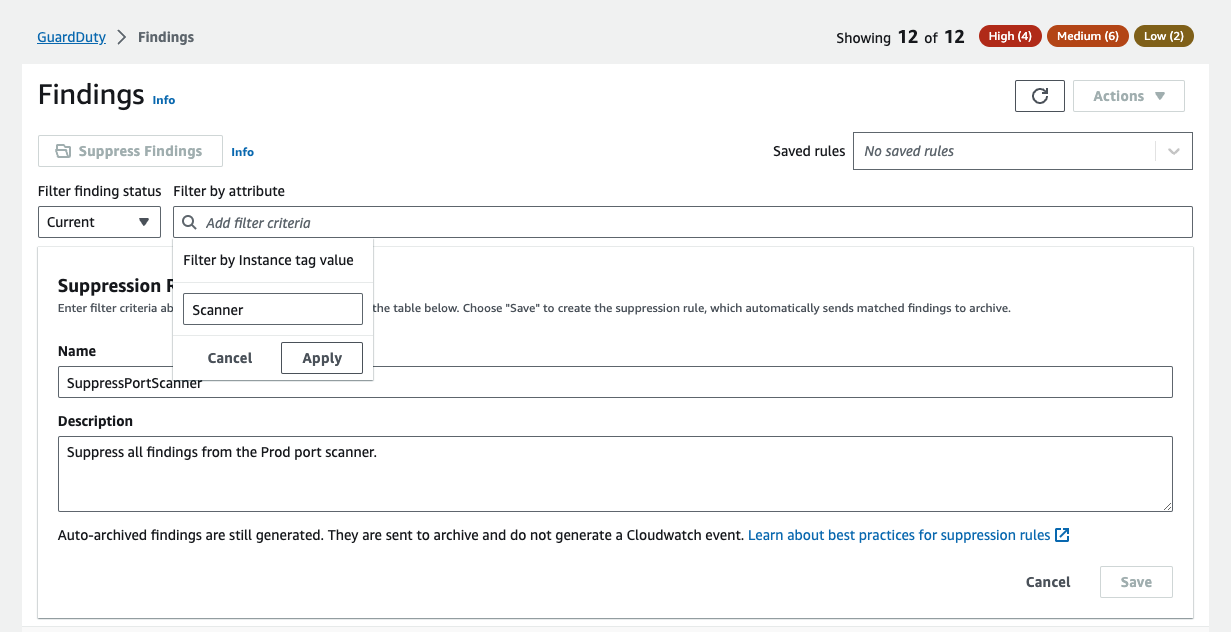 GuardDuty > Findings
Showing 12 of 12 High (4) Medium (6) Low (2)
Findings Info
Actions
Suppress Findings Info
Saved rules No saved rules
Filter finding status Filter by attribute
Current Add filter criteria
Filter by Instance tag value
Scanner
Cancel Apply
Suppression R
Enter filter criteria ab the table below. Choose "Save" to create the suppression rule, which automatically sends matched findings to archive.
Name
SuppressPortScanner
Description
Suppress all findings from the Prod port scanner.
Auto-archived findings are still generated. They are sent to archive and do not generate a Cloudwatch event. Learn about best practices for suppression rules
Cancel Save